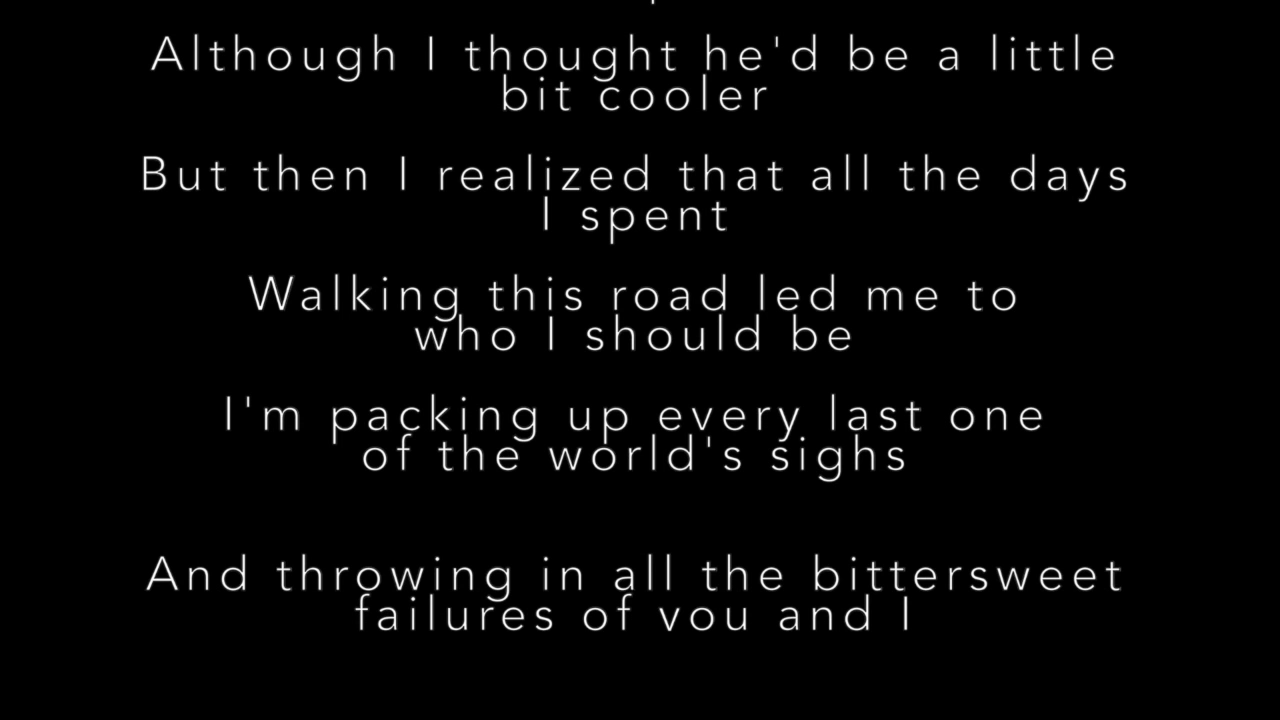 Although I thought he'd be a little
bit cooler
But then I realized that all the days
I spent
Walking this road led me to
who I should be
I'm packing up every last one
of the world's sighs
And throwing in all the bittersweet
failures of you and I